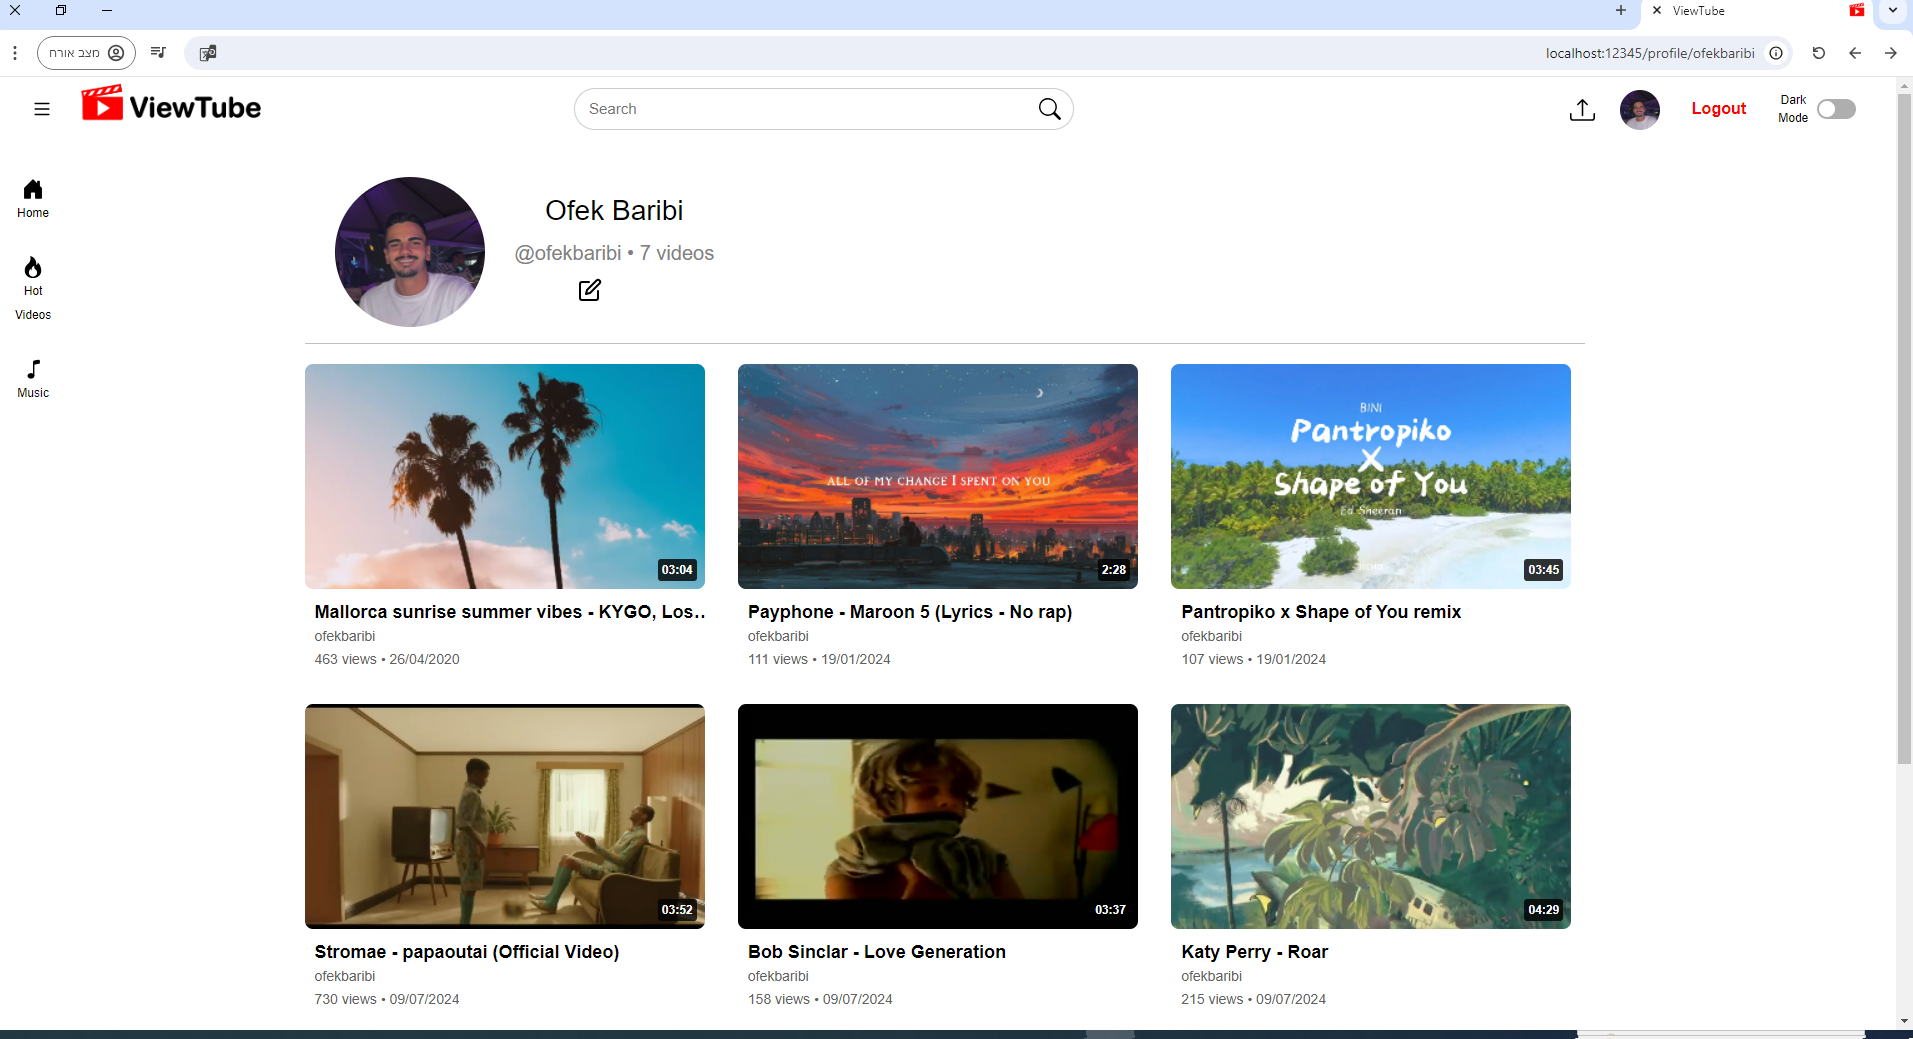 ViewTube
מצב אורח
localhost:12345/profile/ofekbaribi
ViewTube
Search
Logout
Dark
Mode
Home
Hot
Videos
Music
Ofek Baribi
@ofekbaribi • 7 videos
03:04
ALL OF MY CHANGE I SPENT ON YOU
2:28
BINI
Pantropiko
X
Shape of You
Ed Sheeran
03:45
Mallorca sunrise summer vibes - KYGO, Los..
ofekbaribi
463 views • 26/04/2020
Payphone - Maroon 5 (Lyrics - No rap)
ofekbaribi
111 views • 19/01/2024
Pantropiko x Shape of You remix
ofekbaribi
107 views • 19/01/2024
03:52
03:37
04:29
Stromae - papaoutai (Official Video)
ofekbaribi
730 views • 09/07/2024
Bob Sinclar - Love Generation
ofekbaribi
158 views • 09/07/2024
Katy Perry - Roar
ofekbaribi
215 views • 09/07/2024